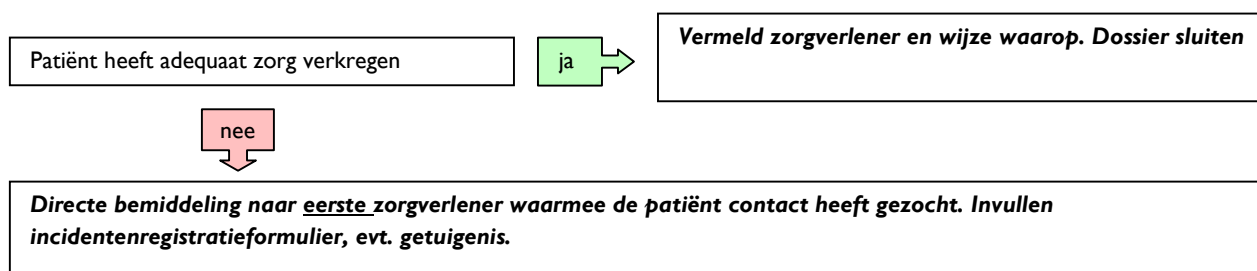 Patiënt heeft adequaat zorg verkregen
ja
Vermeld zorgverlener en wijze waarop. Dossier sluiten
nee
Directe bemiddeling naar eerste zorgverlener waarmee de patiënt contact heeft gezocht. Invullen
incidentenregistratieformulier, evt. getuigenis.